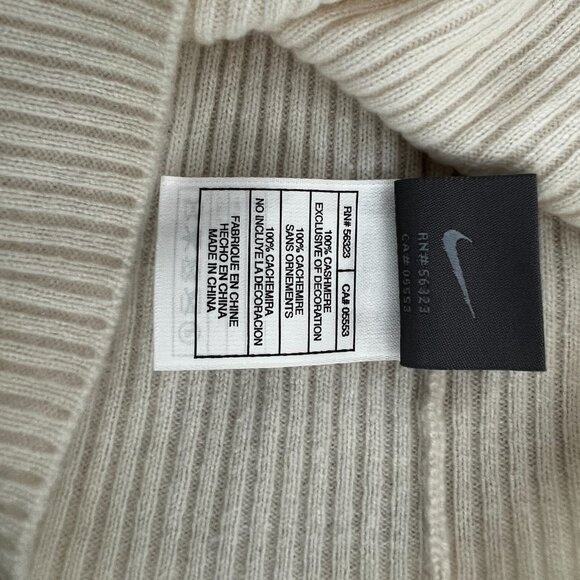 RN# 56323 CA# 05553
100% CASHMERE
EXCLUSIVE OF DECORATION
100% CACHEMIRE
SANS ORNEMENTS
100% CACHEMIRA
NO INCLUYE LA DECORACION
FABRIQUE EN CHINE
HECHO EN CHINA
MADE IN CHINA
RN# 56323
CA# 05553